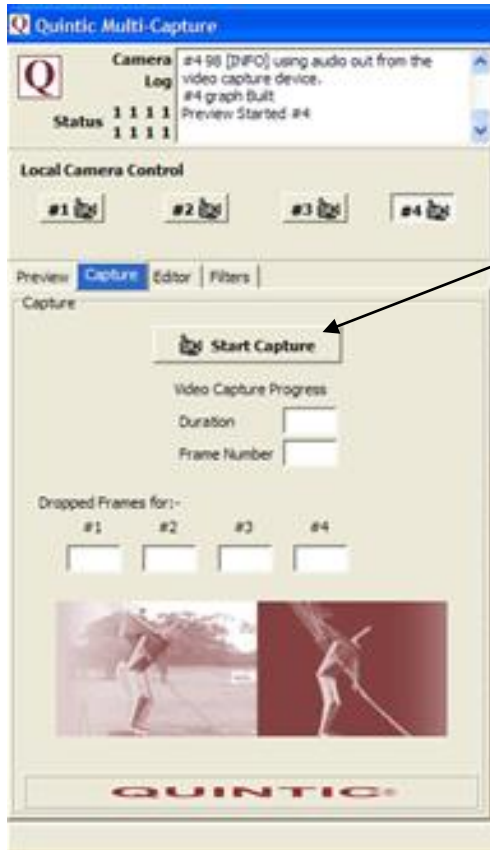 Quintic Multi-Capture
Q
Camera Log
#4 98 [INFO] using audio out from the
video capture device.
#4 graph Built
Preview Started #4
Status 1 1 1 1
1 1 1 1
Local Camera Control
#1 #2 #3 #4
Preview Capture Editor Filters
Capture
Start Capture
Video Capture Progress
Duration
Frame Number
Dropped Frames for:-
#1 #2 #3 #4
QUINTIC®